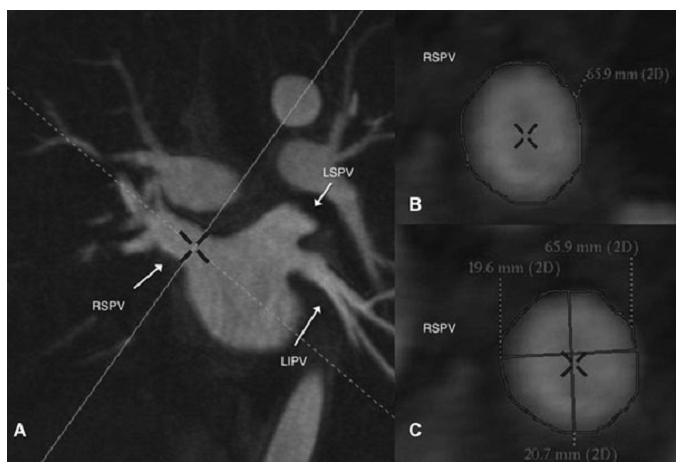 LSPV
RSPV
LIPV
A
RSPV
65.9 mm (2D)
B
65.9 mm (2D)
19.6 mm (2D)
RSPV
C
20.7 mm (2D)